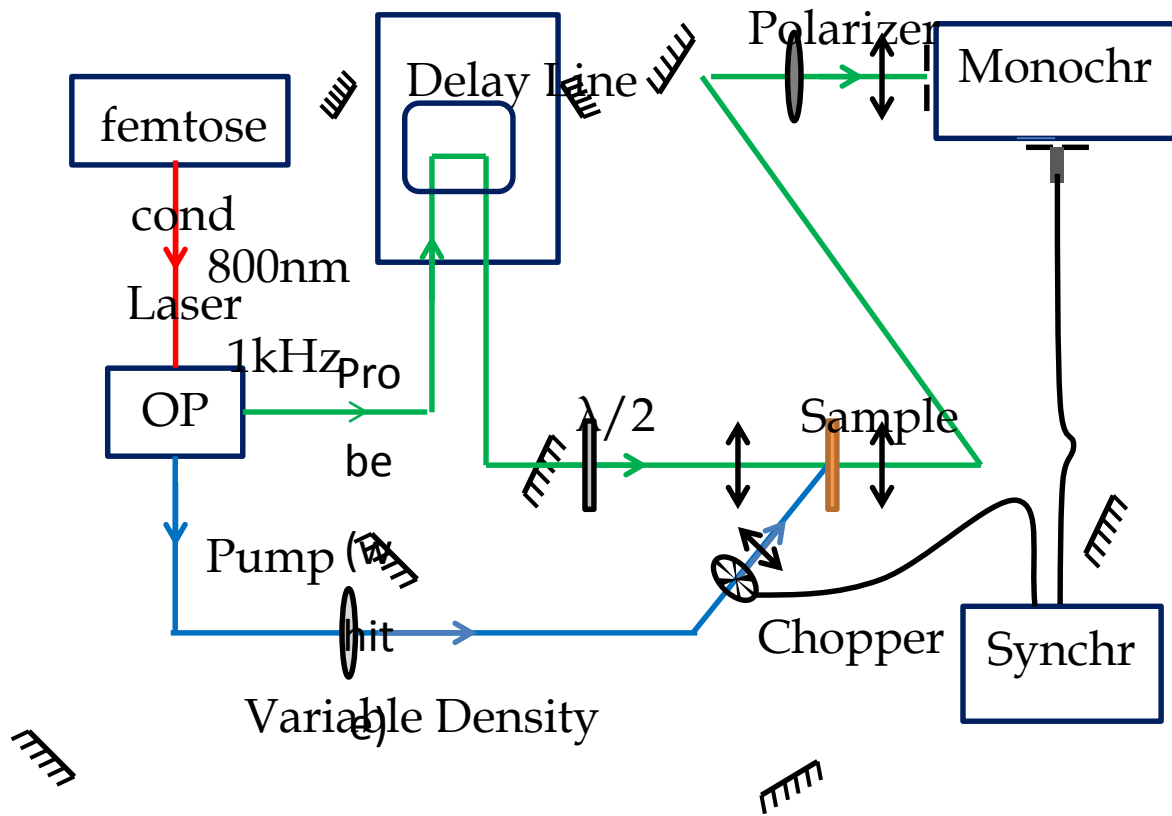 Polarizer
Monochr
Delay Line
femtose
cond
800nm
Laser
1kHz
Pro
OP
λ/2
Sample
be
Pump
(w
hit
Chopper
Synchr
Variable Density
e)